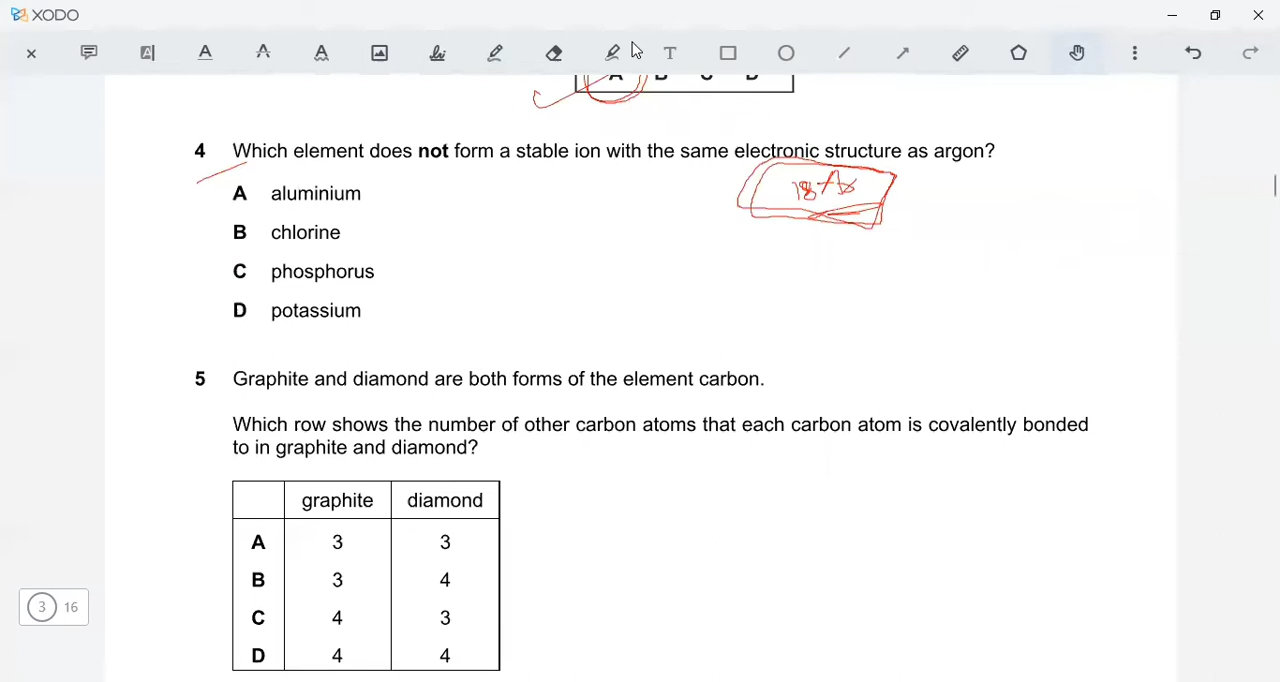 XODO
A B C D
4 Which element does not form a stable ion with the same electronic structure as argon?
18 Ar
A aluminium
B chlorine
C phosphorus
D potassium
5 Graphite and diamond are both forms of the element carbon.
Which row shows the number of other carbon atoms that each carbon atom is covalently bonded
to in graphite and diamond?
graphite diamond
A 3 3
B 3 4
C 4 3
D 4 4
3 16